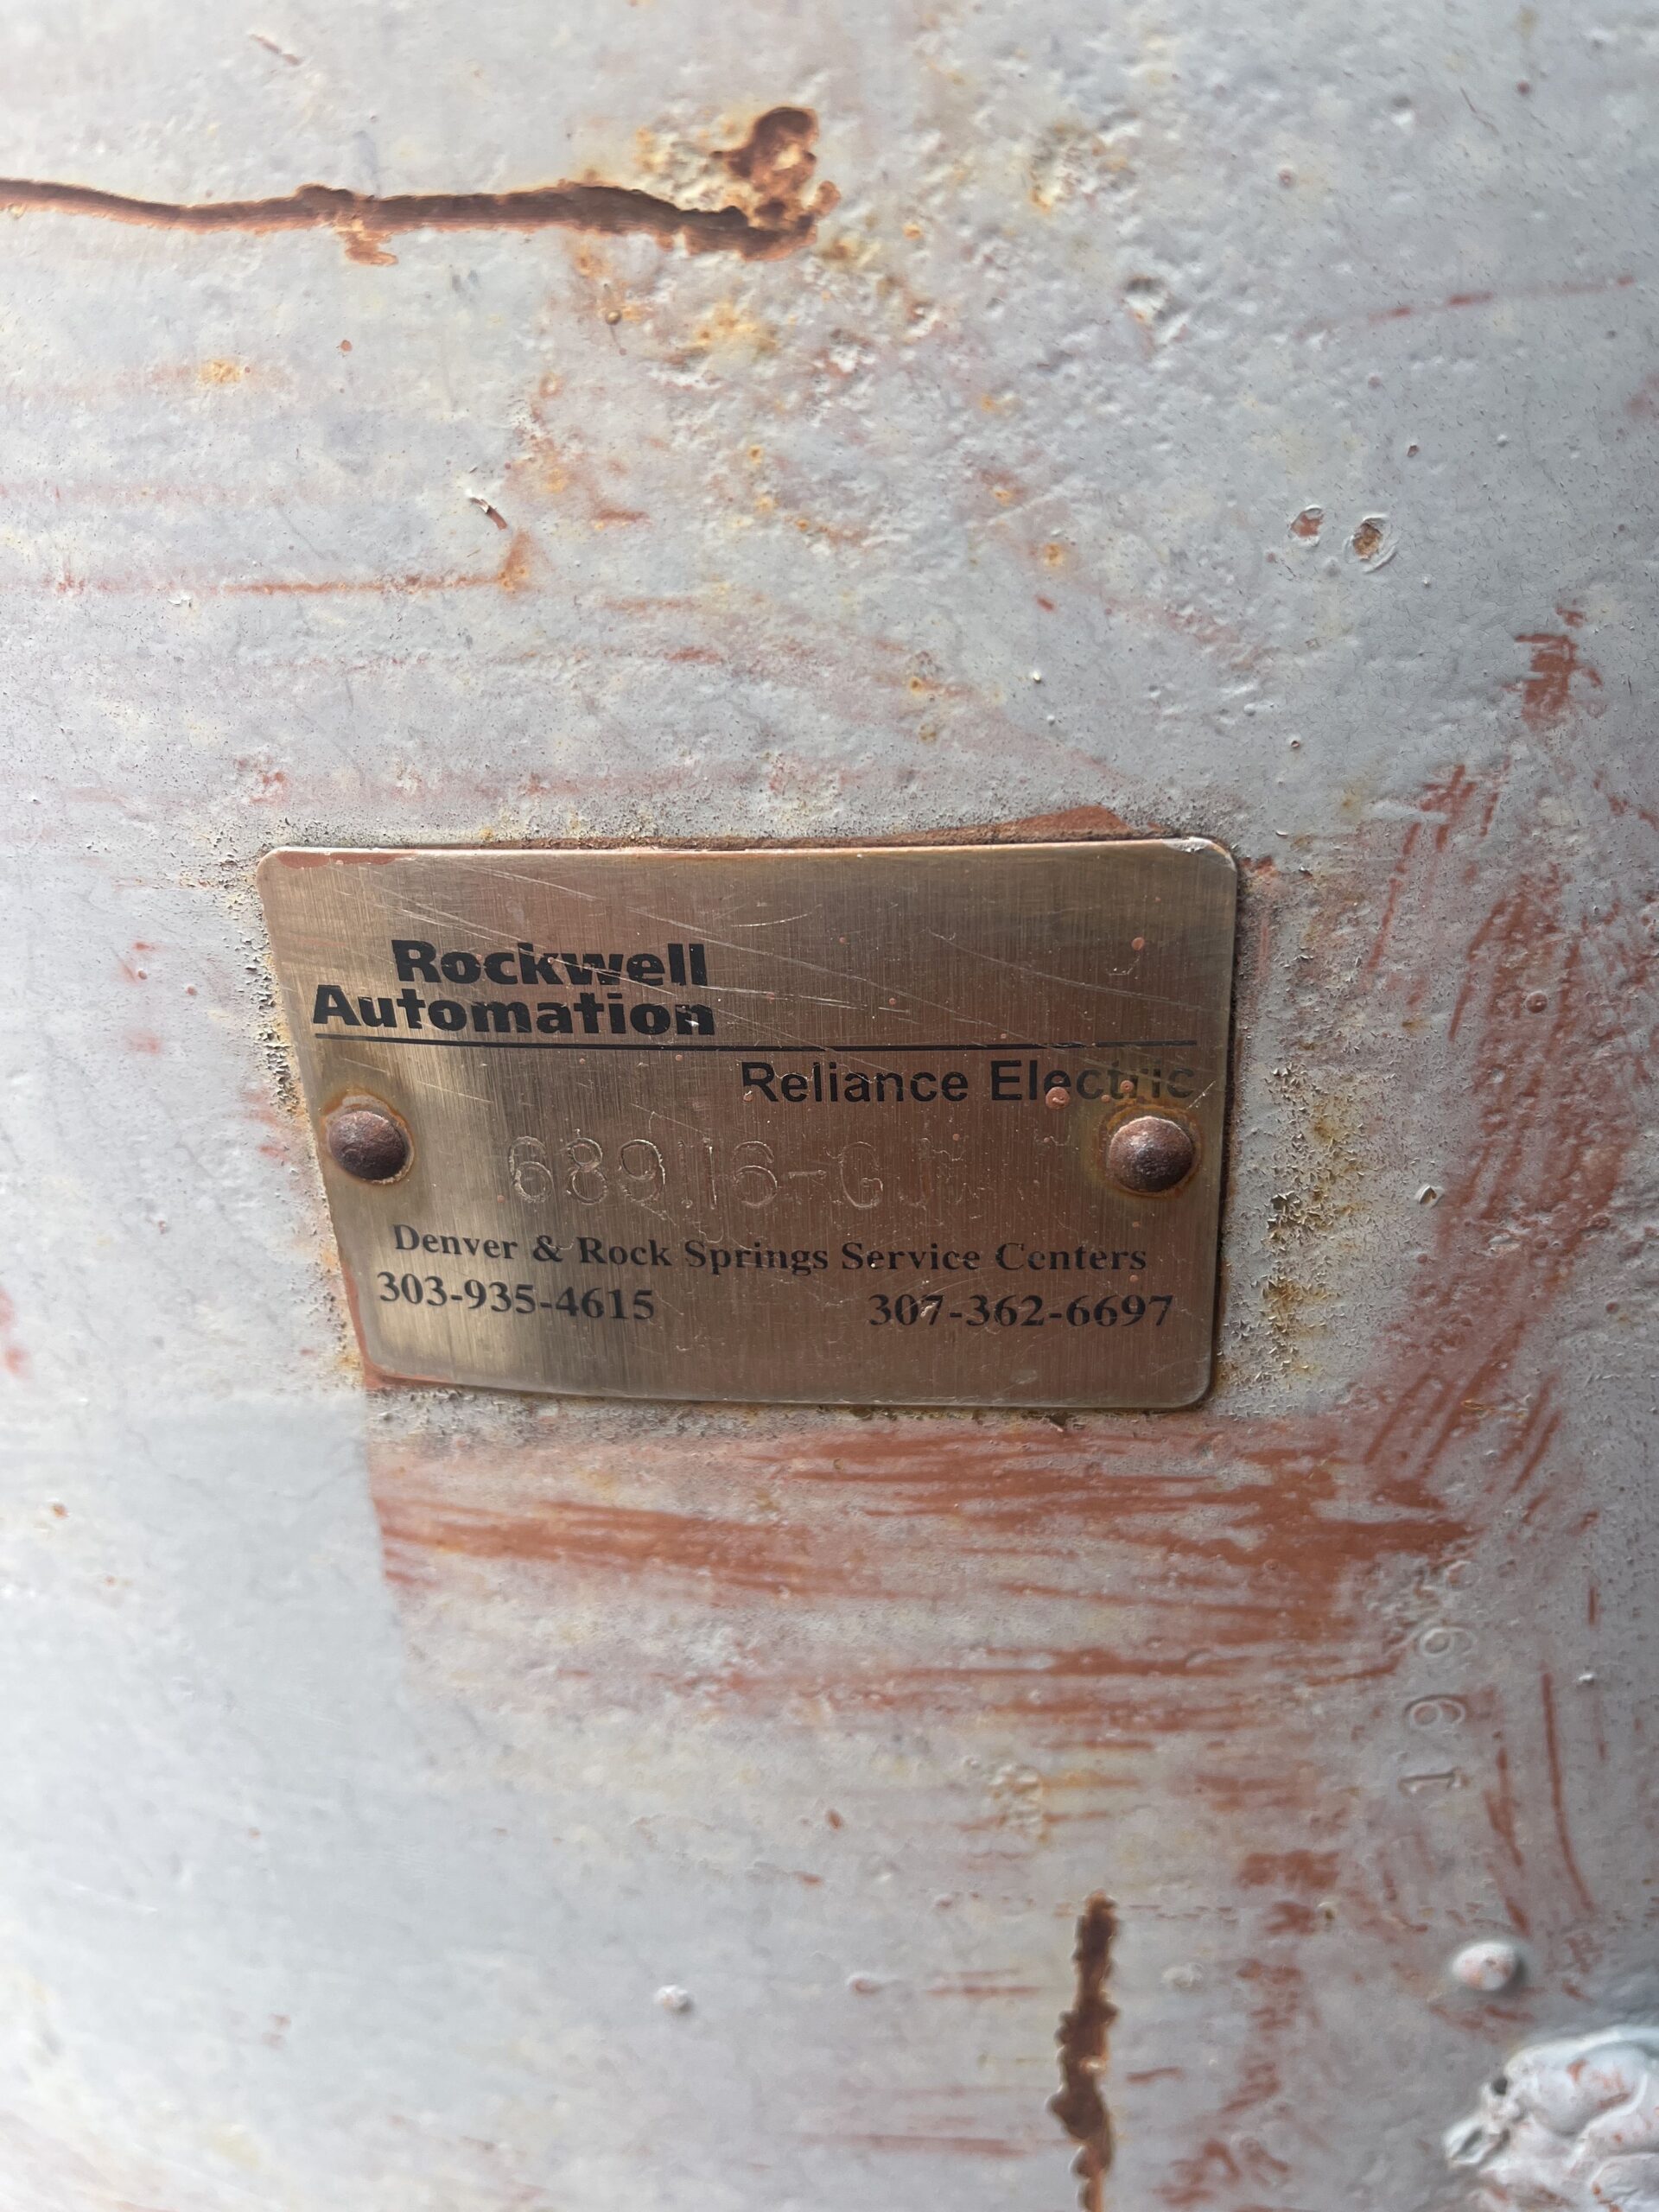 Rockwell
Automation
Reliance Electric
Denver & Rock Springs Service Centers
303-935-4615 307-362-6697